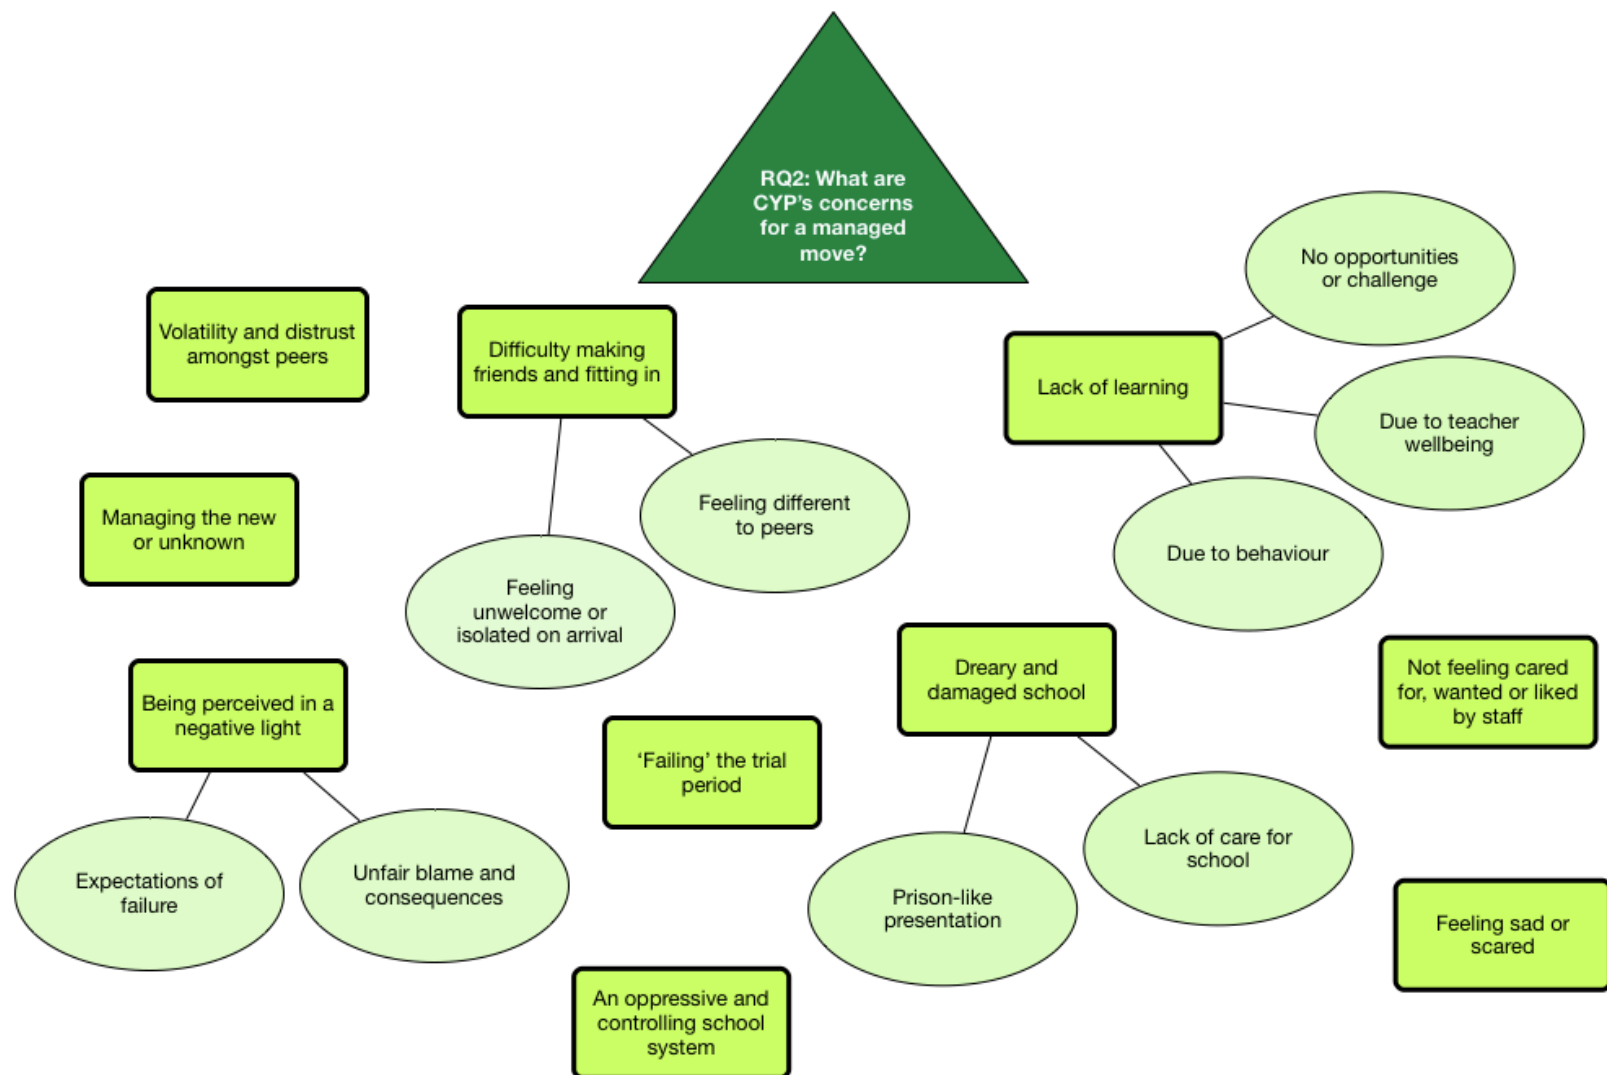 RQ2: What are
CYP’s concerns
for a managed
move?
No opportunities
or challenge
Volatility and distrust
amongst peers
Difficulty making
friends and fitting in
Lack of learning
Due to teacher
wellbeing
Managing the new
or unknown
Feeling different
to peers
Due to behaviour
Feeling
unwelcome or
isolated on arrival
Being perceived in a
negative light
Dreary and
damaged school
Not feeling cared
for, wanted or liked
by staff
‘Failing’ the trial
period
Expectations of
failure
Unfair blame and
consequences
Prison-like
presentation
Lack of care for
school
Feeling sad or
scared
An oppressive and
controlling school
system